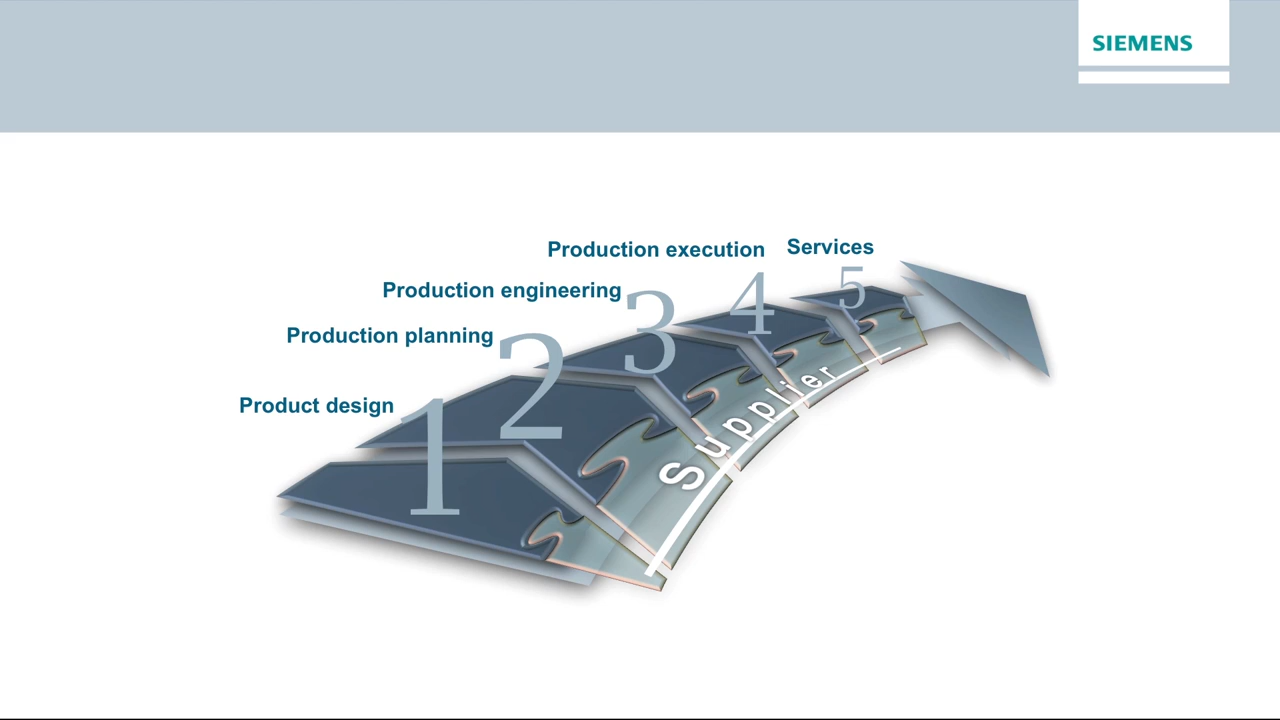 SIEMENS
Production execution
Services
Production engineering
Production planning
Product design
1
2
3
4
5
Supplier